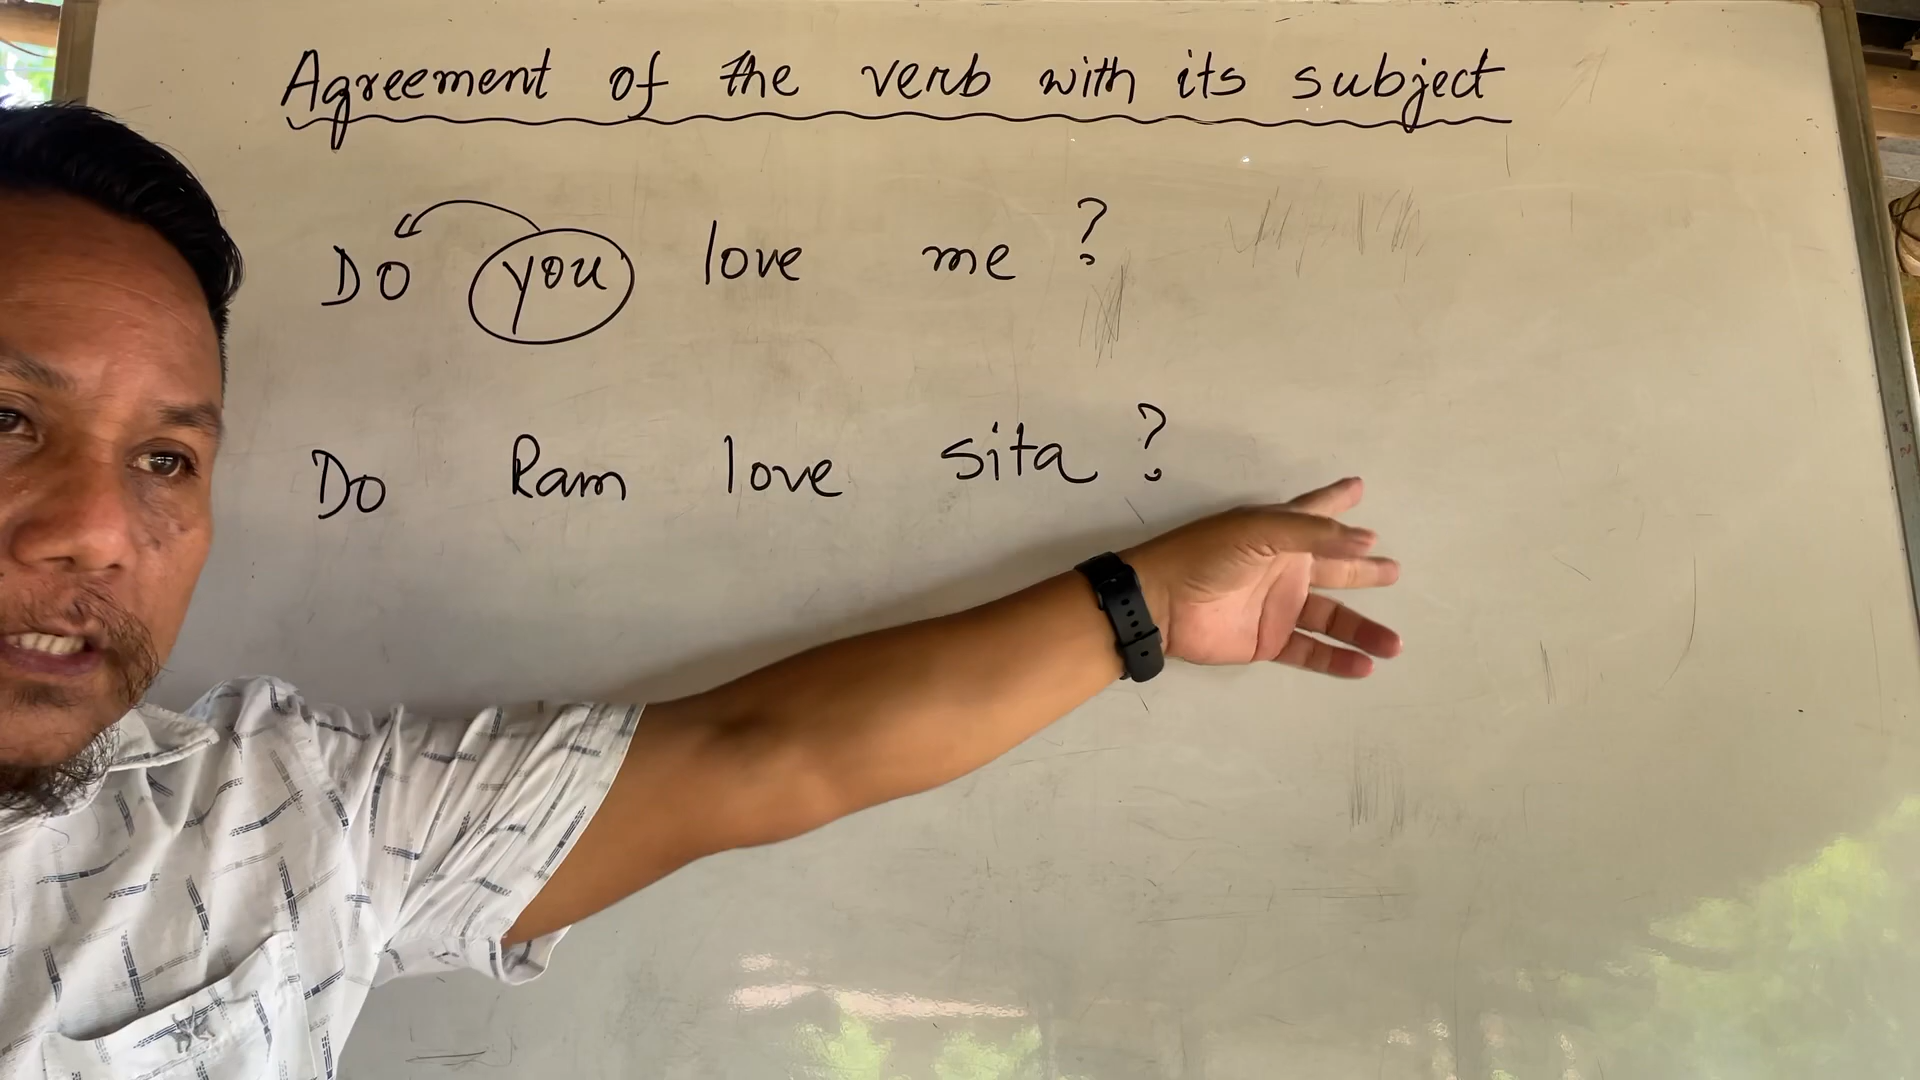 Agreement of the verb with its subject
Do you love me ?
Do Ram love sita ?